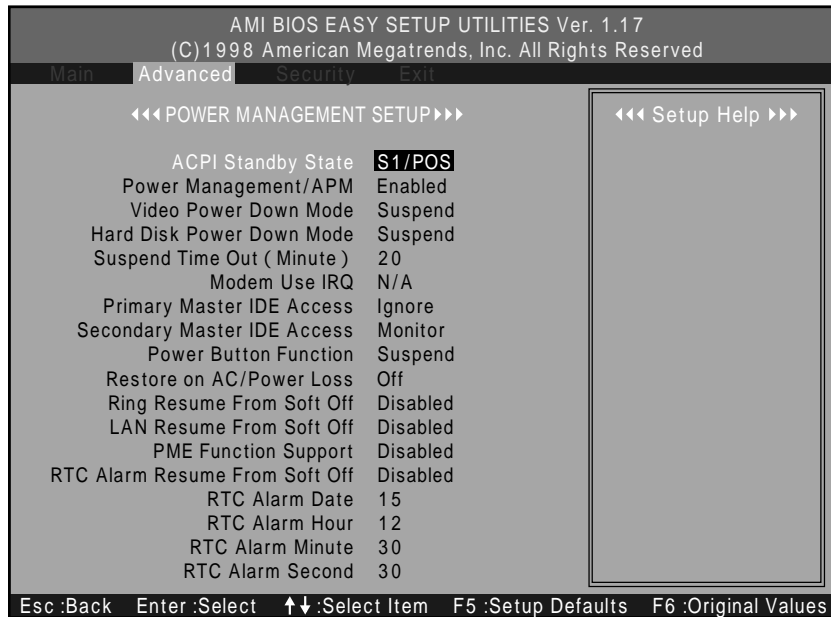 AMI BIOS EASY SETUP UTILITIES Ver. 1.17
(C)1998 American Megatrends, Inc. All Rights Reserved
Main Advanced Security Exit
POWER MANAGEMENT SETUP
Setup Help
ACPI Standby State S1/POS
Power Management/APM Enabled
Video Power Down Mode Suspend
Hard Disk Power Down Mode Suspend
Suspend Time Out ( Minute ) 20
Modem Use IRQ N/A
Primary Master IDE Access Ignore
Secondary Master IDE Access Monitor
Power Button Function Suspend
Restore on AC/Power Loss Off
Ring Resume From Soft Off Disabled
LAN Resume From Soft Off Disabled
PME Function Support Disabled
RTC Alarm Resume From Soft Off Disabled
RTC Alarm Date 15
RTC Alarm Hour 12
RTC Alarm Minute 30
RTC Alarm Second 30
Esc :Back Enter :Select ↑↓ :Select Item F5 :Setup Defaults F6 :Original Values